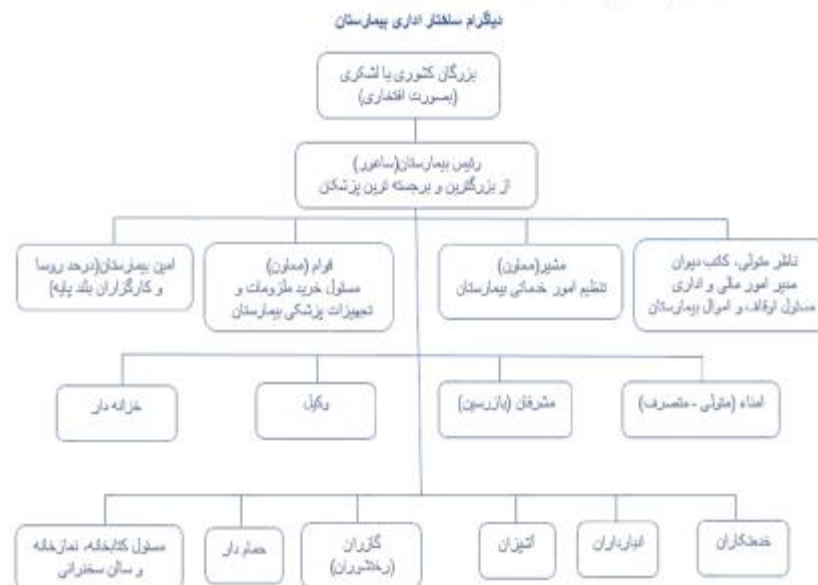 دیاگرام ساختار اداری بیمارستان
بزرگان کشوری یا لشکری
(بصورت افتخاری)
رئیس بیمارستان(ساعور)
از بزرگترین و برجسته ترین پزشکان
ناظر متولی، کاتب دیوان
مدیر امور مالی و اداری
مسئول اوقاف و اموال بیمارستان
مشیر(معاون)
تنظیم امور خدماتی بیمارستان
قوام (معاون)
مسئول خرید ملزومات و
تجهیزات پزشکی بیمارستان
امین بیمارستان(درحد روسا
و کارگزاران بلند پایه)
امناء (متولی - متصرف)
مشرفان (بازرسین)
وکیل
خزانه دار
خدمتکاران
انبارداران
آشپزان
گازران
(رختشوران)
حمام دار
مسئول کتابخانه، نمازخانه
و سالن سخنرانی